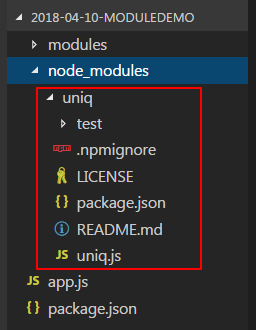 2018-04-10-MODULEDEMO
modules
node_modules
uniq
test
npm .npmignore
LICENSE
{} package.json
README.md
JS uniq.js
JS app.js
{} package.json